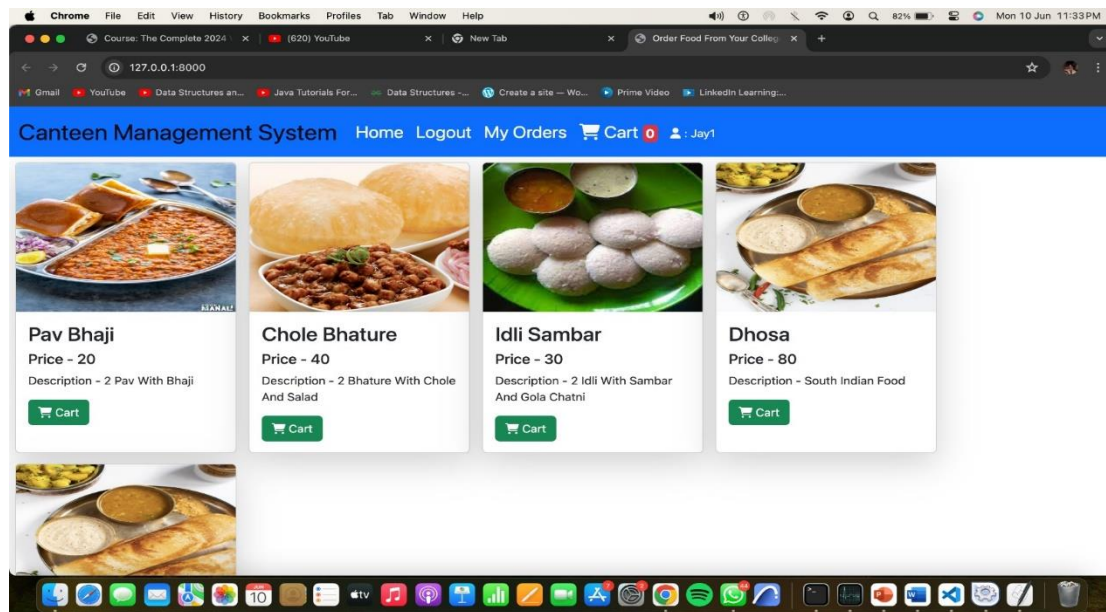 Chrome File Edit View History Bookmarks Profiles Tab Window Help 82% Mon 10 Jun 11:33 PM
Course: The Complete 2024 (620) YouTube New Tab Order Food From Your Colleg
127.0.0.1:8000
Gmail YouTube Data Structures an... Java Tutorials For... Data Structures -... Create a site — Wo... Prime Video LinkedIn Learning:...
Canteen Management System Home Logout My Orders Cart 0 : Jay1
Pav Bhaji
Price - 20
Description - 2 Pav With Bhaji
Cart
Chole Bhature
Price - 40
Description - 2 Bhature With Chole
And Salad
Cart
Idli Sambar
Price - 30
Description - 2 Idli With Sambar
And Gola Chatni
Cart
Dhosa
Price - 80
Description - South Indian Food
Cart
JUN
10
tv